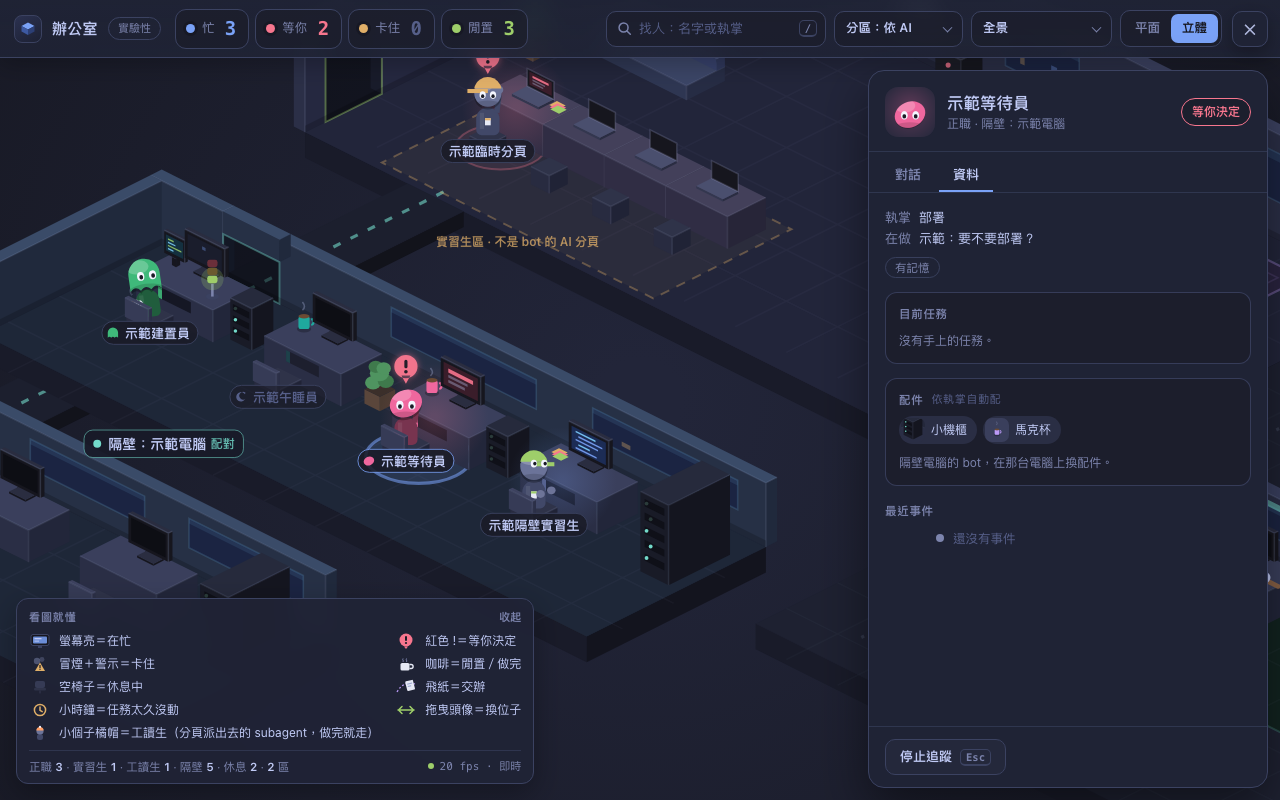 辦公室 實驗性 忙 3 等你 2 卡住 0 閒置 3 找人：名字或執掌 / 分區：依 AI 全景 平面 立體
示範臨時分頁
實習生區 · 不是 bot 的 AI 分頁
示範建置員
示範午睡員
隔壁：示範電腦 配對
示範等待員
示範隔壁實習生
看圖就懂 收起
螢幕亮＝在忙 紅色 !＝等你決定
冒煙＋警示＝卡住 咖啡＝閒置 / 做完
空椅子＝休息中 飛紙＝交辦
小時鐘＝任務太久沒動 拖曳頭像＝換位子
小個子橘帽＝工讀生（分頁派出去的 subagent，做完就走）
正職 3 · 實習生 1 · 工讀生 1 · 隔壁 5 · 休息 2 · 2 區 20 fps · 即時
示範等待員
正職 · 隔壁：示範電腦
等你決定
對話 資料
執掌 部署
在做 示範：要不要部署？
有記憶
目前任務
沒有手上的任務。
配件 依執掌自動配
小機櫃 馬克杯
隔壁電腦的 bot，在那台電腦上換配件。
最近事件
還沒有事件
停止追蹤 Esc